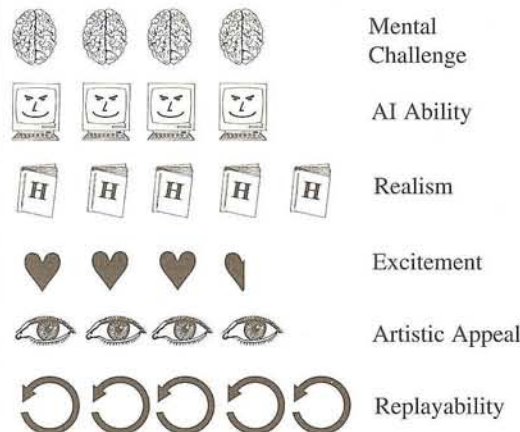 Mental
Challenge
AI Ability
H H H H H
Realism
Excitement
Artistic Appeal
Replayability